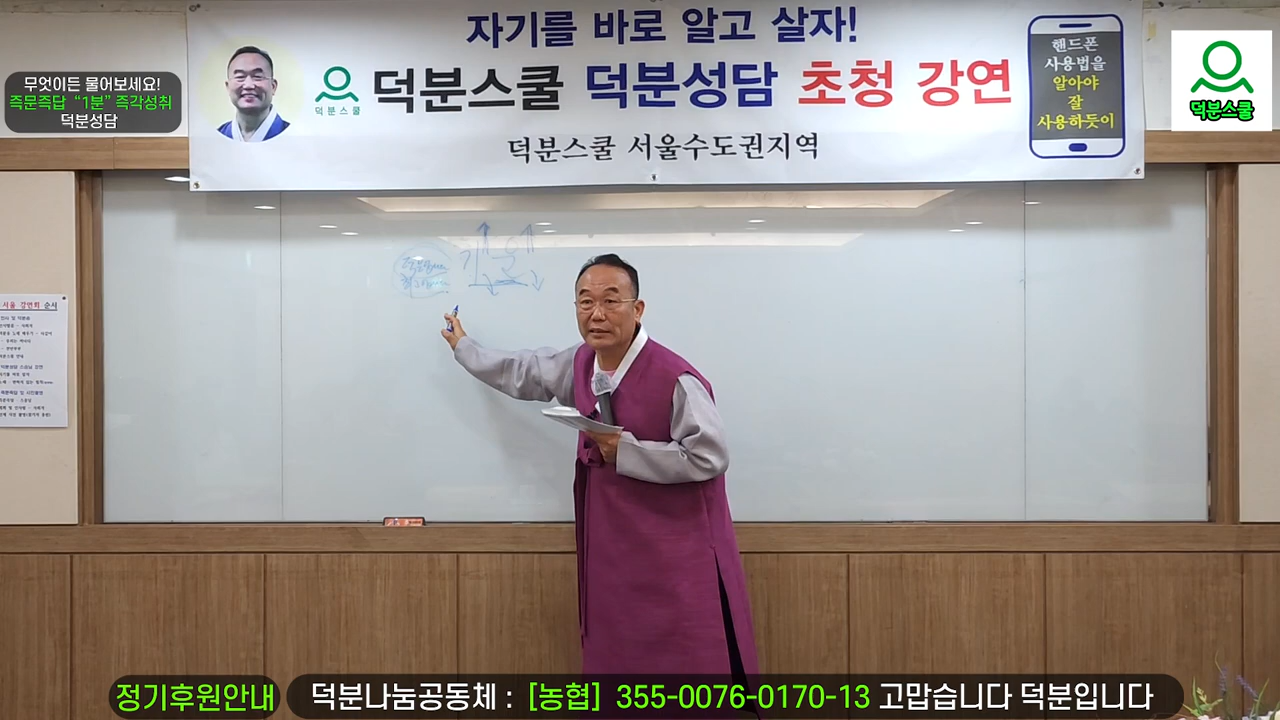 자기를 바로 알고 살자!
덕분스쿨
덕분스쿨 덕분성담 초청 강연
덕분스쿨 서울수도권지역
핸드폰
사용법을
알아야
잘
사용하듯이
덕분스쿨
무엇이든 물어보세요!
즉문즉답 “1분” 즉각성취
덕분성담
서울 강연회 순서
정기후원안내
덕분나눔공동체 : [농협] 355-0076-0170-13 고맙습니다 덕분입니다